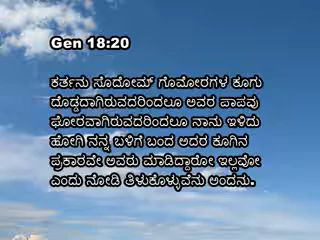 Gen 18:20
ಕರ್ತನು ಸೊದೋಮ್ ಗೊಮೋರಗಳ ಕೂಗು
ದೊಡ್ಡದಾಗಿರುವದರಿಂದಲೂ ಅವರ ಪಾಪವು
ಘೋರವಾಗಿರುವದರಿಂದಲೂ ನಾನು ಇಳಿದು
ಹೋಗಿ ನನ್ನ ಬಳಿಗೆ ಬಂದ ಅದರ ಕೂಗಿನ
ಪ್ರಕಾರವೇ ಅವರು ಮಾಡಿದ್ದಾರೋ ಇಲ್ಲವೋ
ಎಂದು ನೋಡಿ ತಿಳುಕೊಳ್ಳುವೆನು ಅಂದನು.